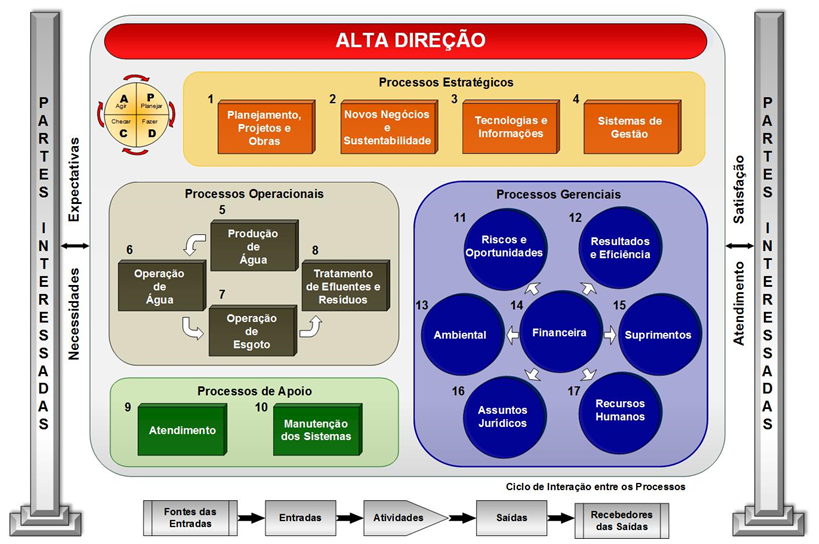 ALTA DIREÇÃO
PARTES INTERESSADAS
Expectativas
Necessidades
A
Agir
P
Planejar
Checar
C
Fazer
D
Processos Estratégicos
1
Planejamento,
Projetos e
Obras
2
Novos Negócios
e
Sustentabilidade
3
Tecnologias e
Informações
4
Sistemas de
Gestão
Processos Operacionais
5
Produção
de
Água
6
Operação
de
Água
7
Operação
de
Esgoto
8
Tratamento
de Efluentes e
Resíduos
Processos Gerenciais
11
Riscos e
Oportunidades
12
Resultados
e Eficiência
13
Ambiental
14
Financeira
15
Suprimentos
16
Assuntos
Jurídicos
17
Recursos
Humanos
Processos de Apoio
9
Atendimento
10
Manutenção
dos Sistemas
Satisfação
Atendimento
PARTES INTERESSADAS
Ciclo de Interação entre os Processos
Fontes das
Entradas
Entradas
Atividades
Saídas
Recebedores
das Saídas